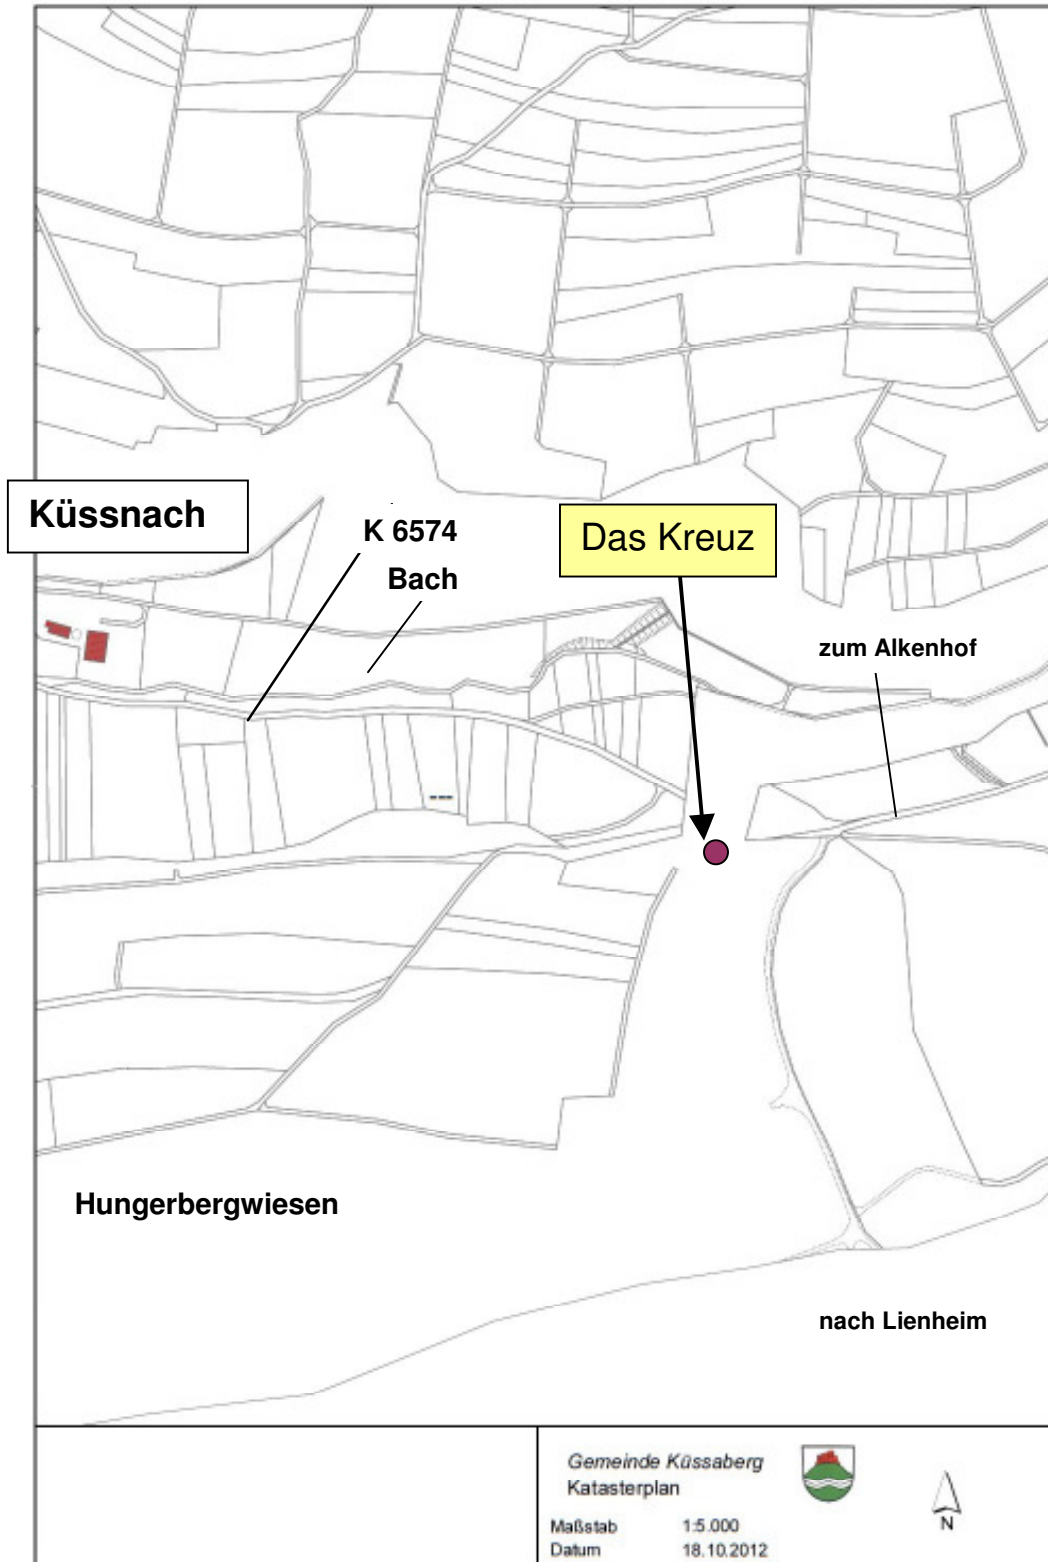 Küssnach
K 6574
Bach
Das Kreuz
zum Alkenhof
Hungerbergwiesen
nach Lienheim
Gemeinde Küssaberg
Katasterplan
Maßstab 1:5.000
Datum 18.10.2012
N